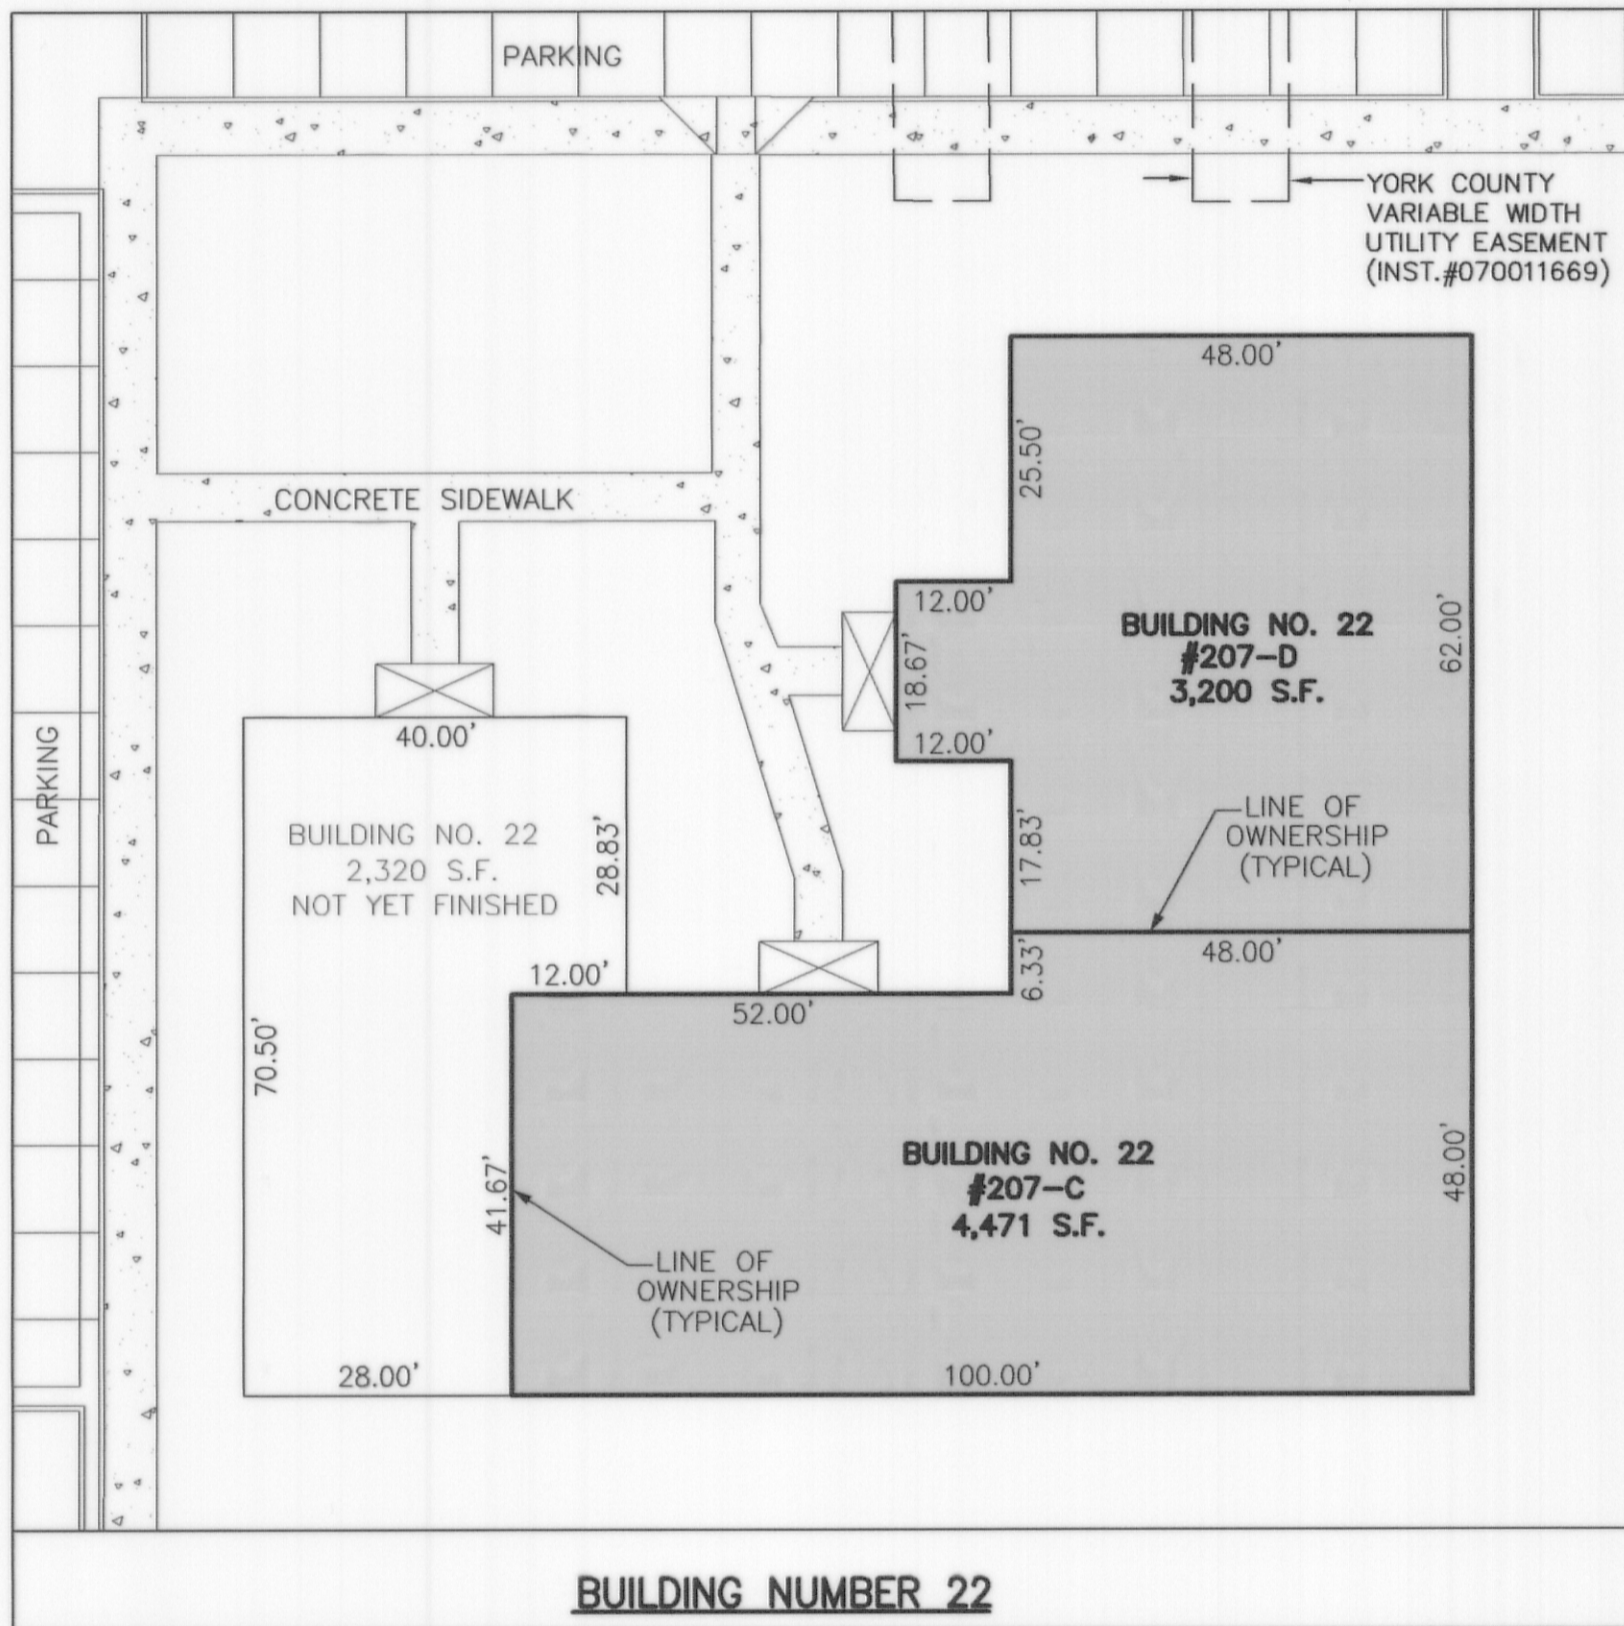 PARKING
YORK COUNTY
VARIABLE WIDTH
UTILITY EASEMENT
(INST.#070011669)
48.00'
25.50'
CONCRETE SIDEWALK
12.00'
BUILDING NO. 22
#207-D
3,200 S.F.
62.00'
18.67'
12.00'
40.00'
PARKING
BUILDING NO. 22
2,320 S.F.
NOT YET FINISHED
28.83'
17.83'
LINE OF
OWNERSHIP
(TYPICAL)
48.00'
6.33'
12.00'
52.00'
70.50'
41.67'
BUILDING NO. 22
#207-C
4,471 S.F.
48.00'
LINE OF
OWNERSHIP
(TYPICAL)
28.00'
100.00'
BUILDING NUMBER 22